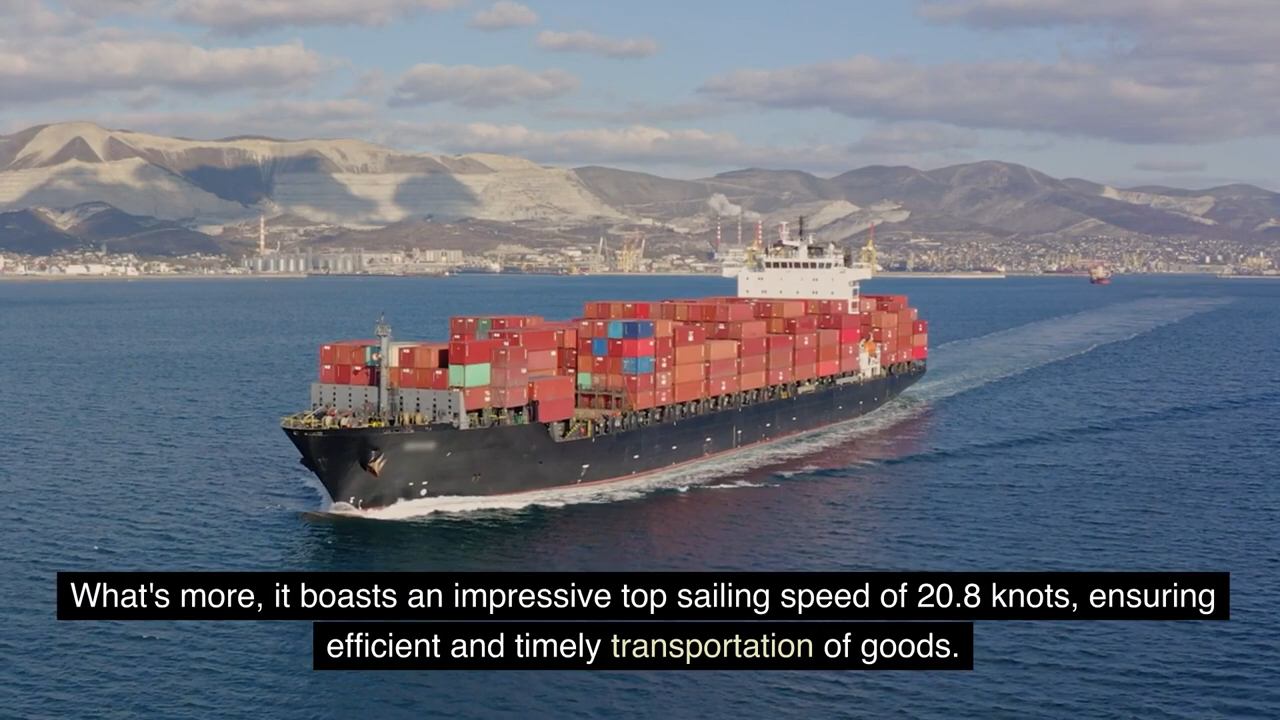 What's more, it boasts an impressive top sailing speed of 20.8 knots, ensuring
efficient and timely transportation of goods.